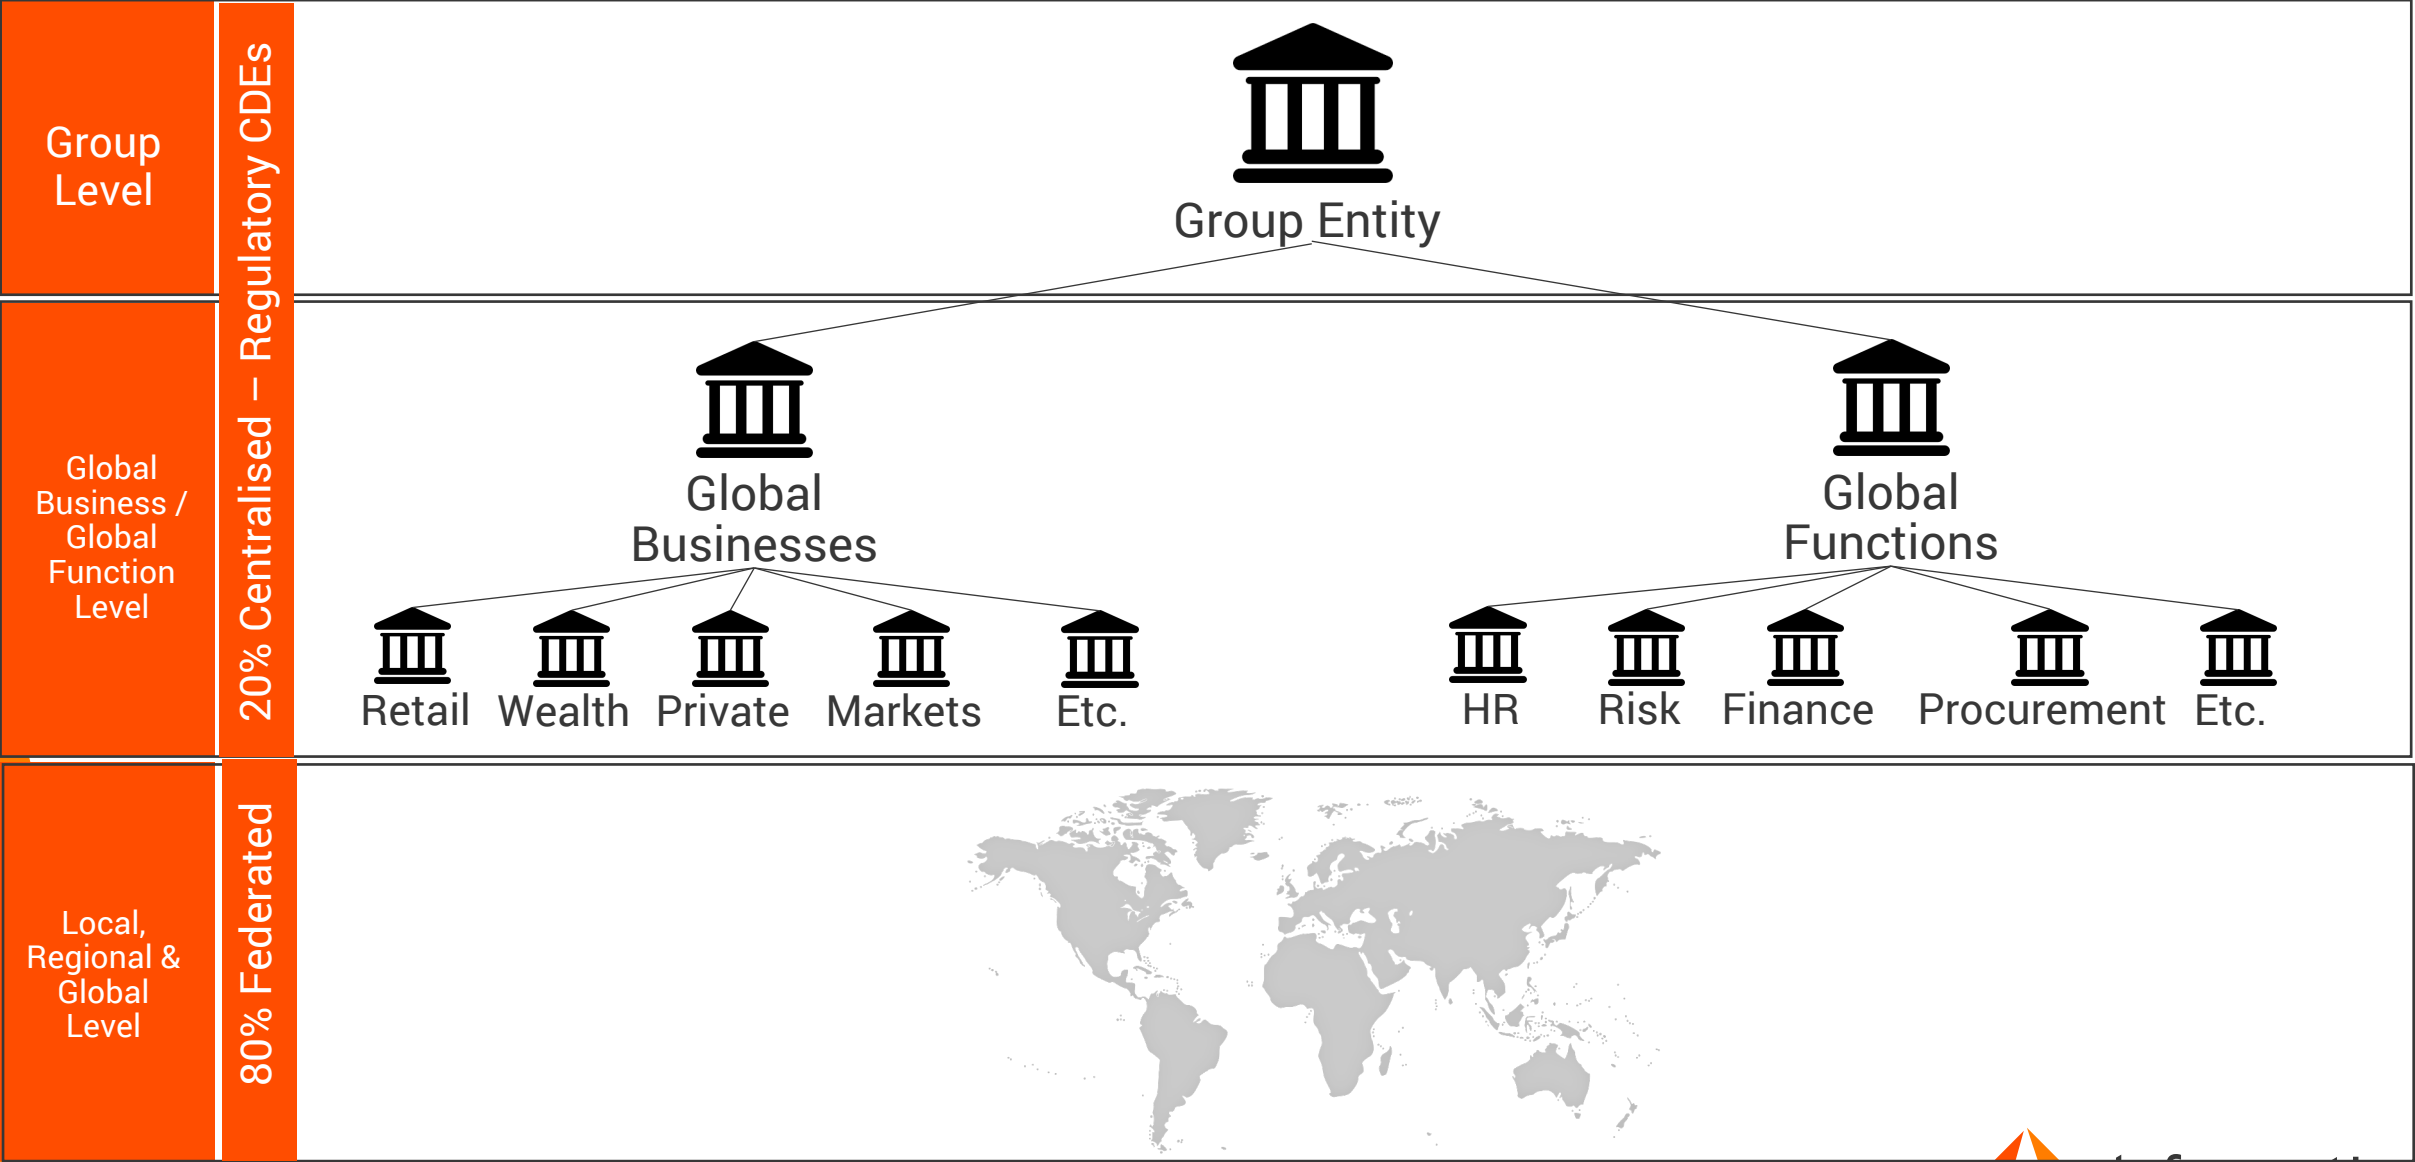 Group
Level
20% Centralised – Regulatory CDEs
Group Entity
Global
Business /
Global
Function
Level
Global
Businesses
Global
Functions
Retail
Wealth
Private
Markets
Etc.
HR
Risk
Finance
Procurement
Etc.
Local,
Regional &
Global
Level
80% Federated